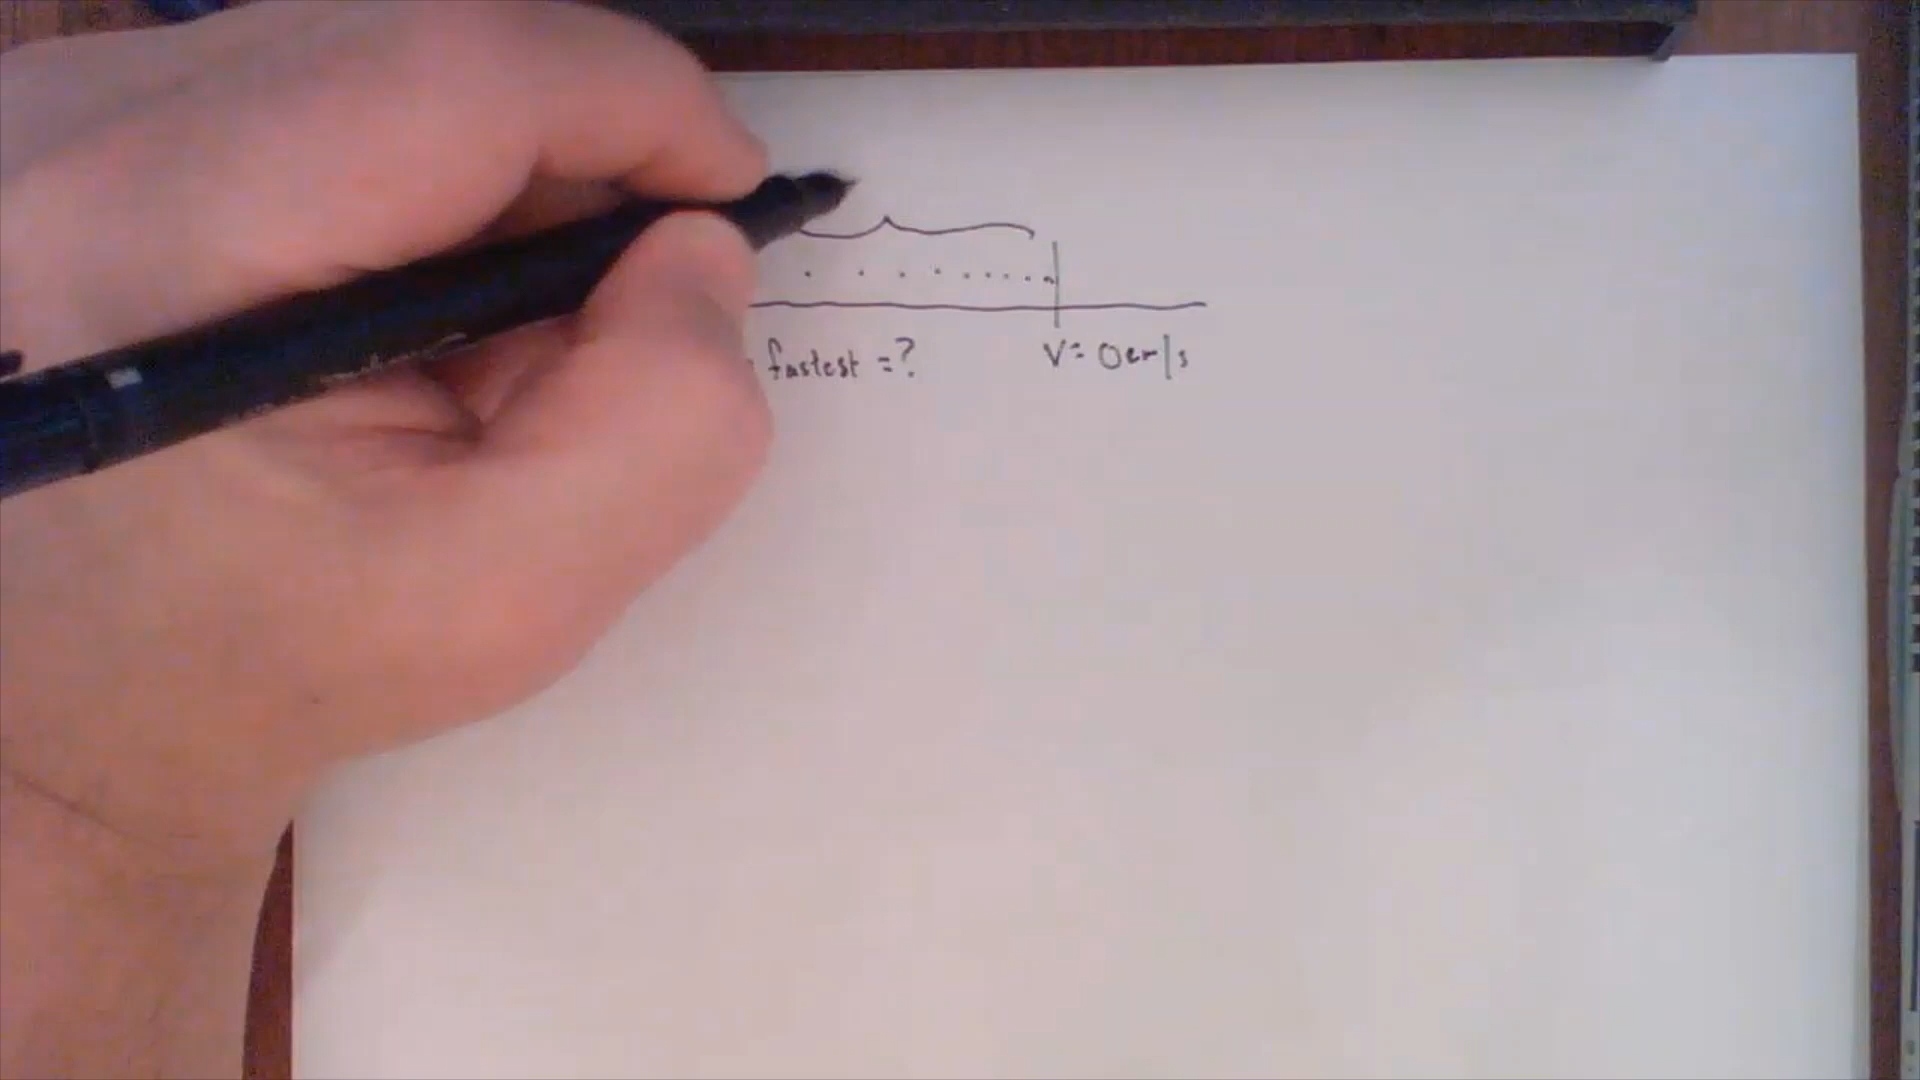 fastest =? V= 0cm/s